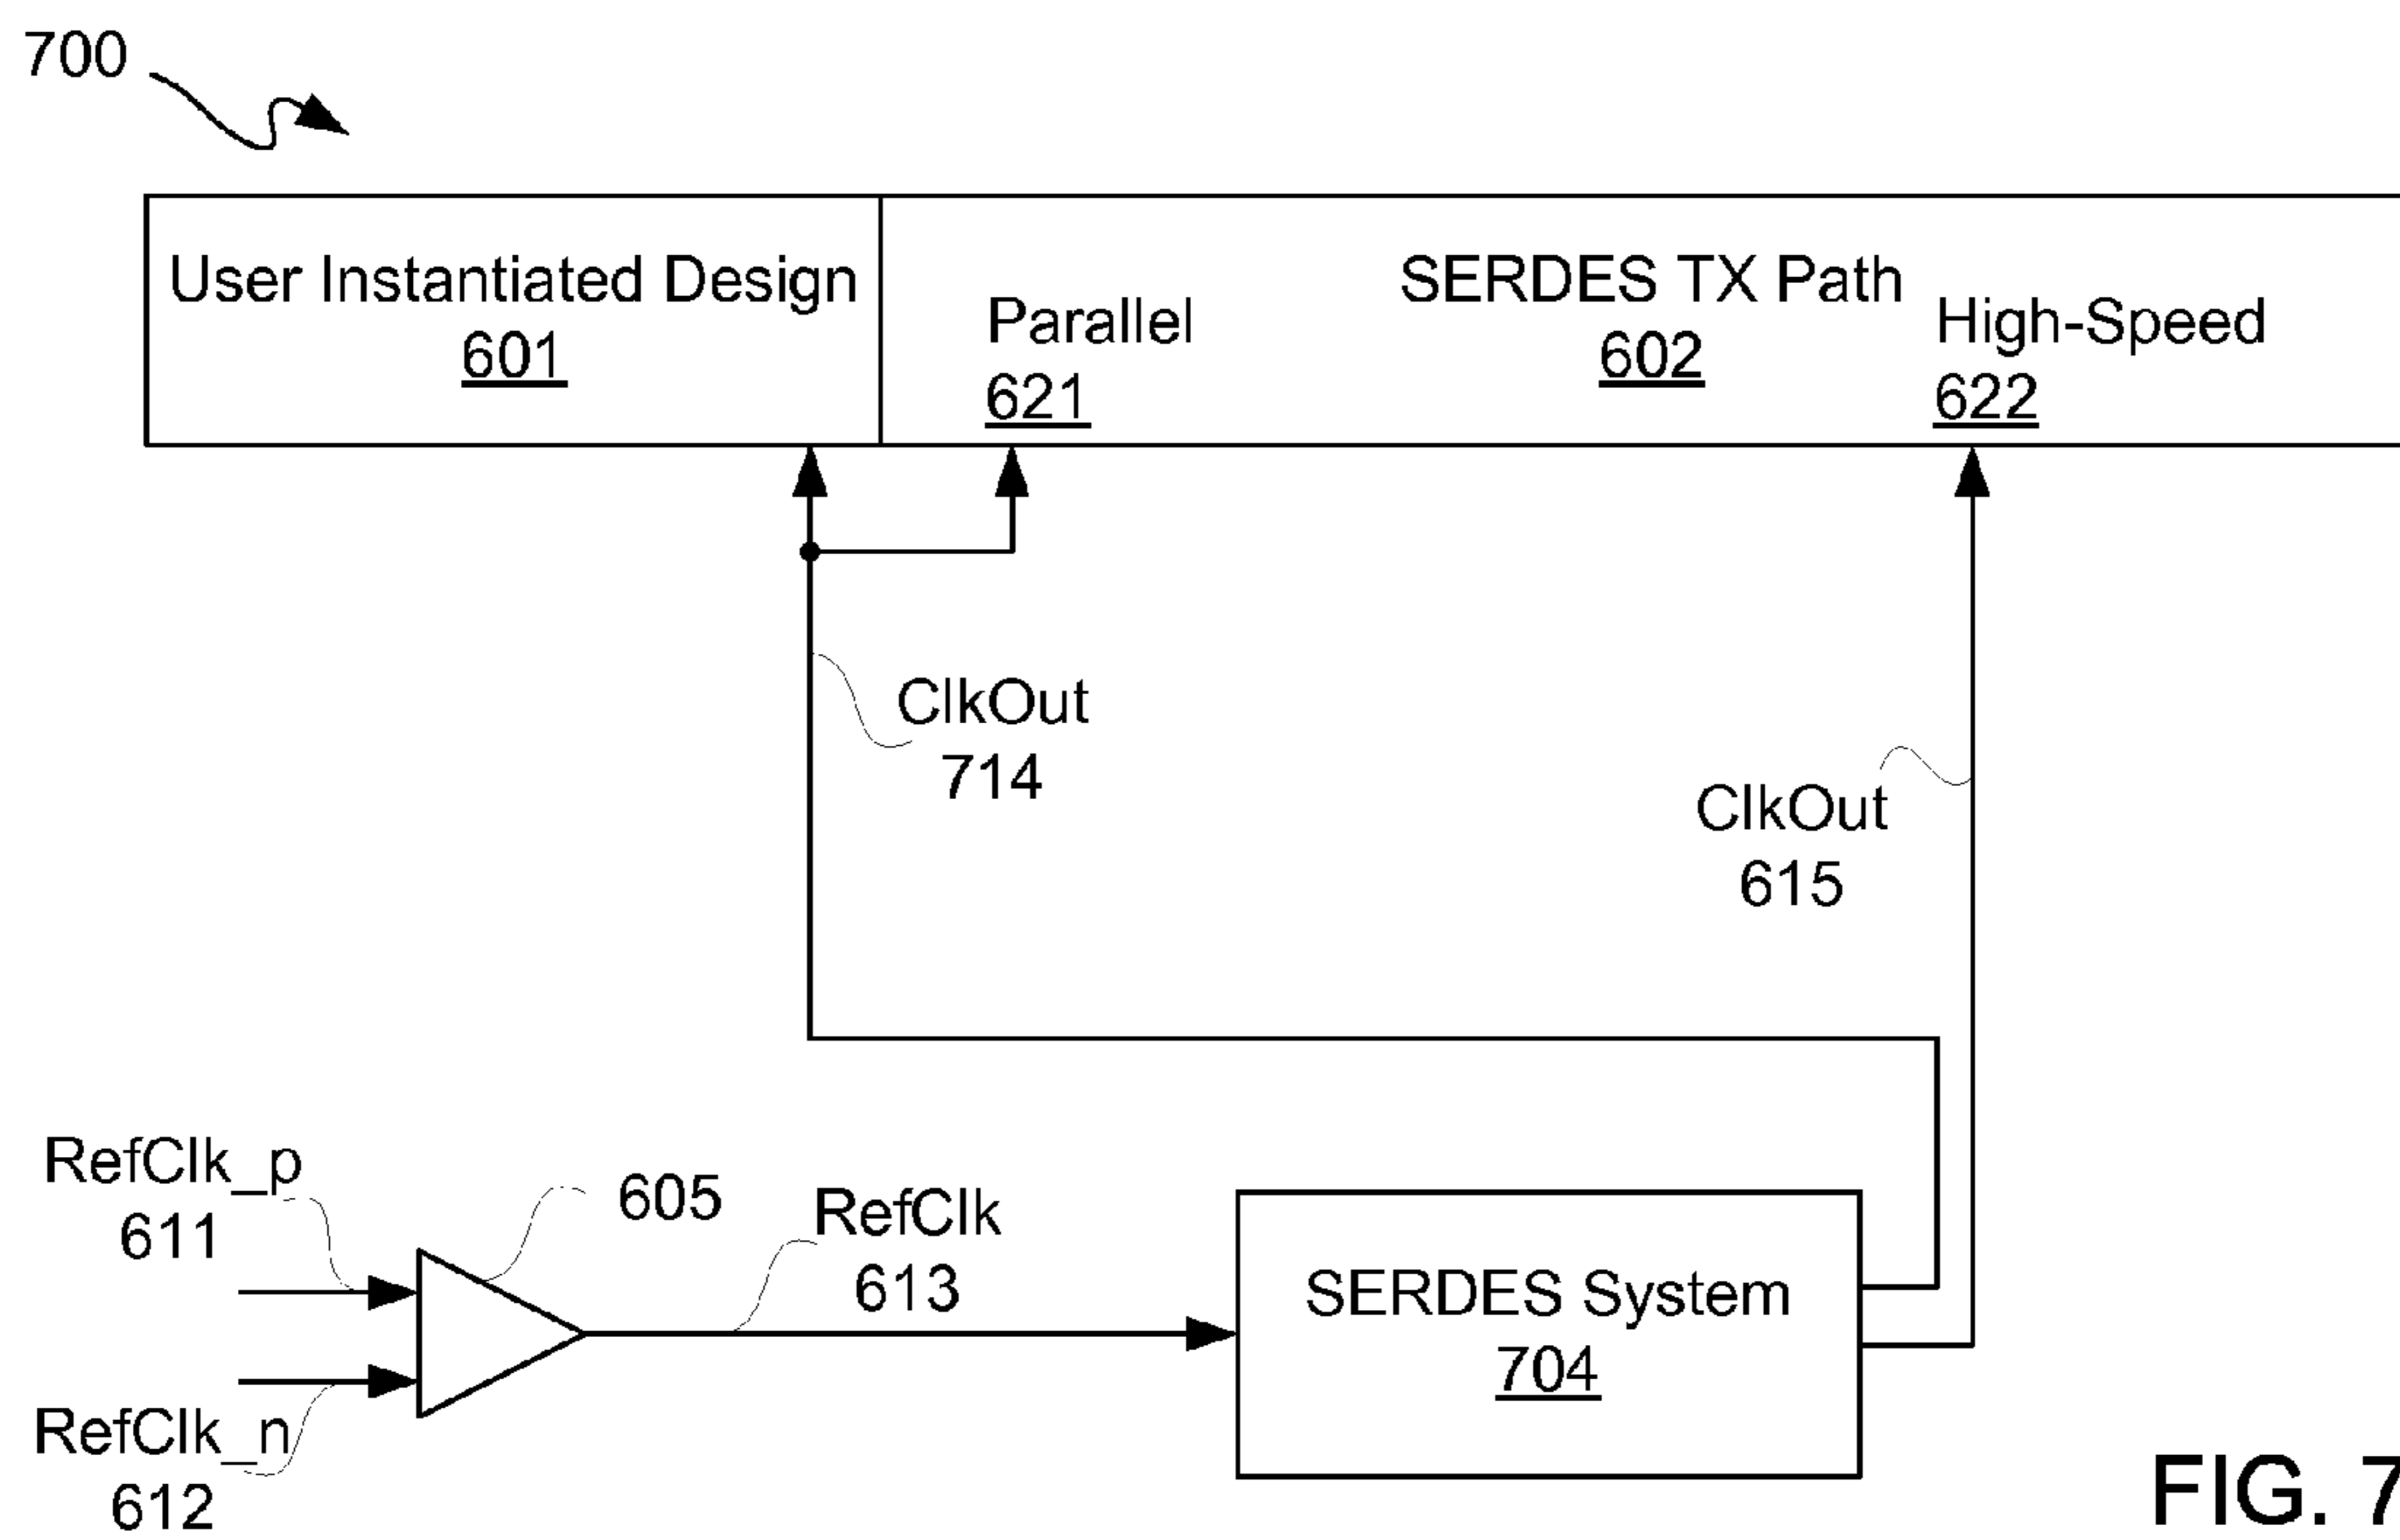 700
User Instantiated Design
601
Parallel
621
SERDES TX Path
602
High-Speed
622
ClkOut
714
ClkOut
615
RefClk_p
611
605
RefClk
613
RefClk_n
612
SERDES System
704
FIG. 7